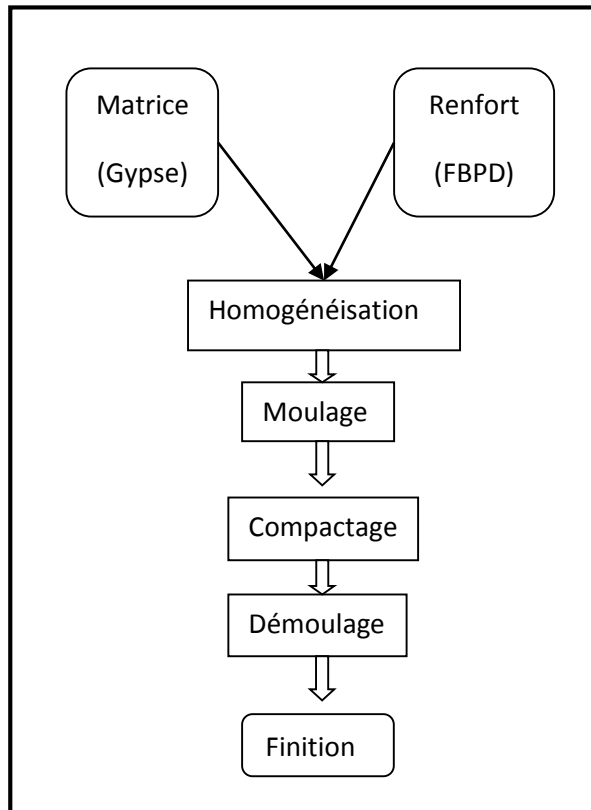 Matrice
(Gypse)
Renfort
(FBPD)
Homogénéisation
Moulage
Compactage
Démoulage
Finition